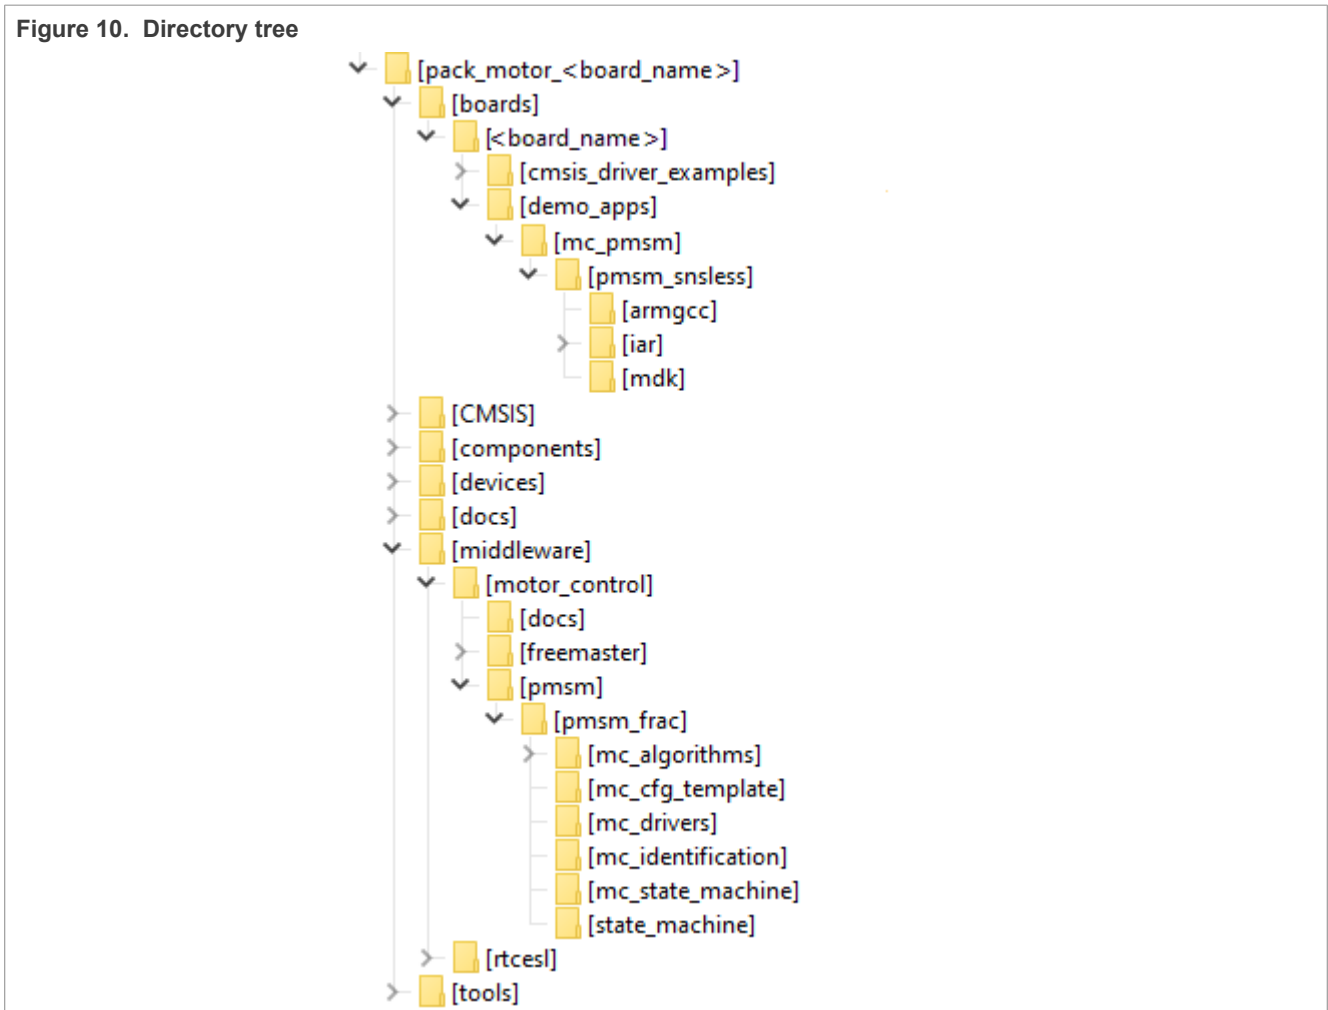 Figure 10. Directory tree
[pack_motor_<board_name>]
[boards]
[<board_name>]
[cmsis_driver_examples]
[demo_apps]
[mc_pmsm]
[pmsm_snsless]
[armgcc]
[iar]
[mdk]
[CMSIS]
[components]
[devices]
[docs]
[middleware]
[motor_control]
[docs]
[freemaster]
[pmsm]
[pmsm_frac]
[mc_algorithms]
[mc_cfg_template]
[mc_drivers]
[mc_identification]
[mc_state_machine]
[state_machine]
[rtcesl]
[tools]